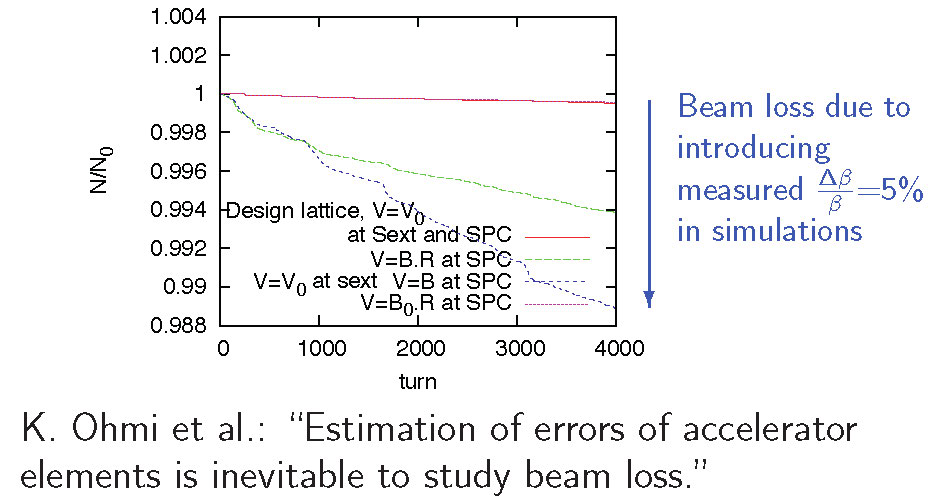 1.004
1.002
1
0.998
0.996
0.994
0.992
0.99
0.988
N/N0
0
1000
2000
3000
4000
turn
Design lattice, V=V0
at Sext and SPC
V=B.R at SPC
V=V0 at sext V=B at SPC
V=B0.R at SPC
Beam loss due to
introducing
measured Δβ/β=5%
in simulations
K. Ohmi et al.: “Estimation of errors of accelerator
elements is inevitable to study beam loss.”